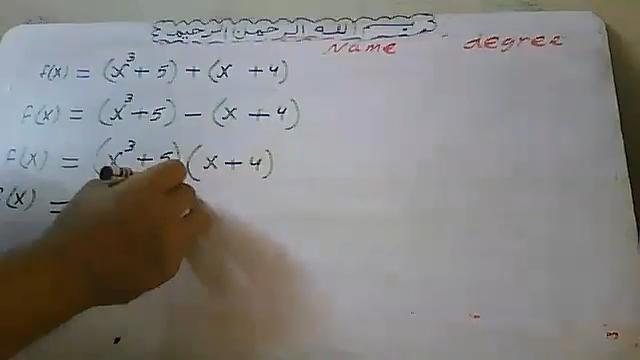 بسم الله الرحمن الرحيم
Name degree
f(x) = (x³+5) + (x +4)
f(x) = (x³+5) - (x +4)
f(x) = (x³+5)(x+4)
f(x) =